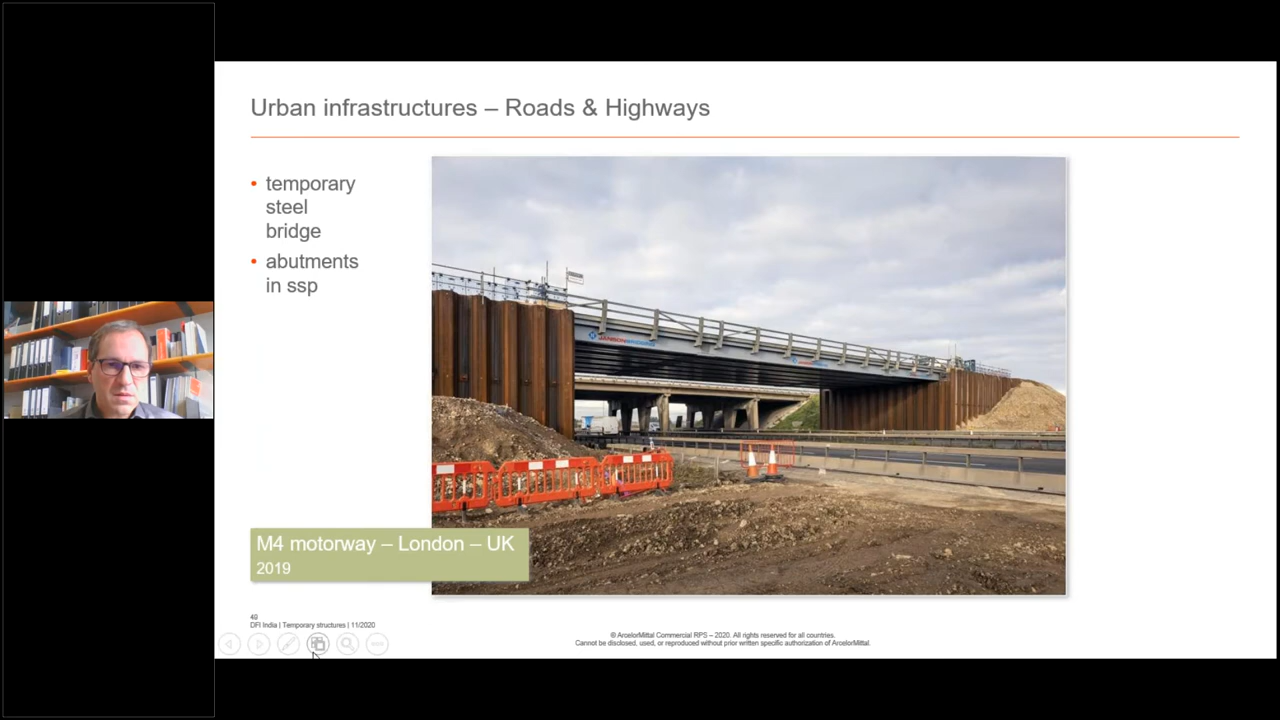 Urban infrastructures – Roads & Highways
• temporary
steel
bridge
• abutments
in ssp
M4 motorway – London – UK
2019
49
DFI India | Temporary structures | 11/2020
© ArcelorMittal Commercial RPS – 2020. All rights reserved for all countries.
Cannot be disclosed, used, or reproduced without prior written specific authorization of ArcelorMittal.